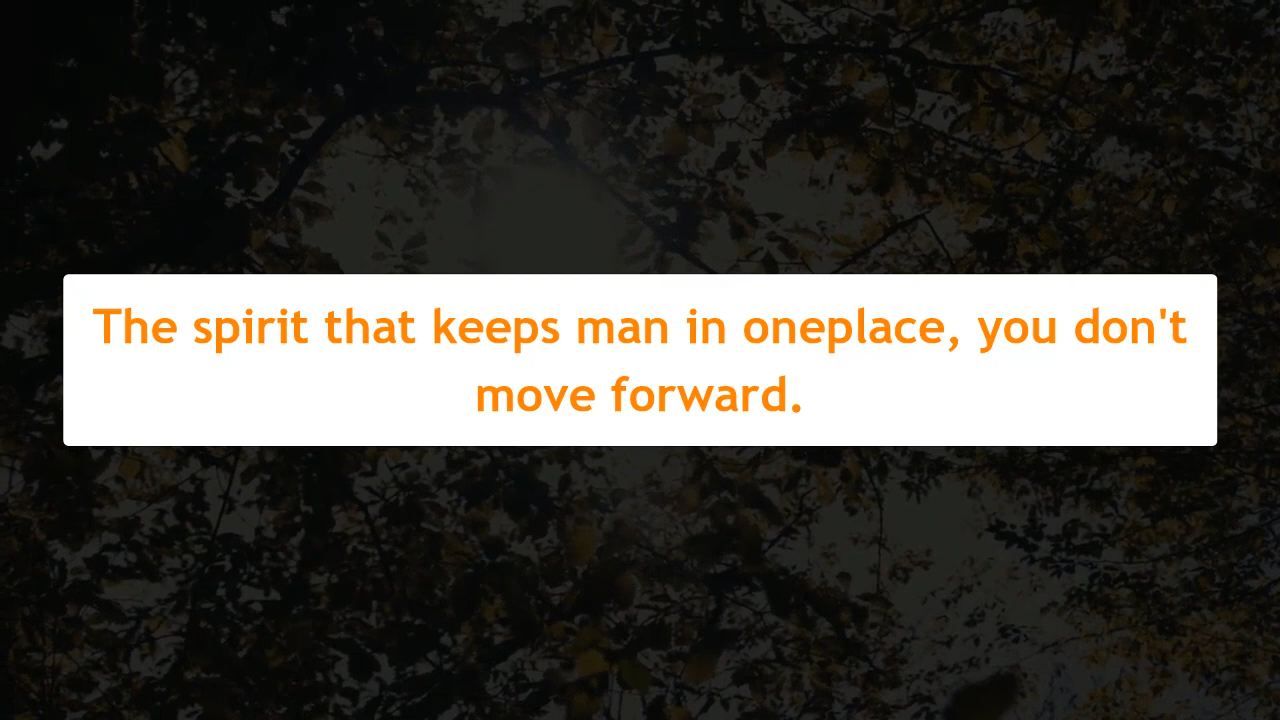 The spirit that keeps man in oneplace, you don't
move forward.